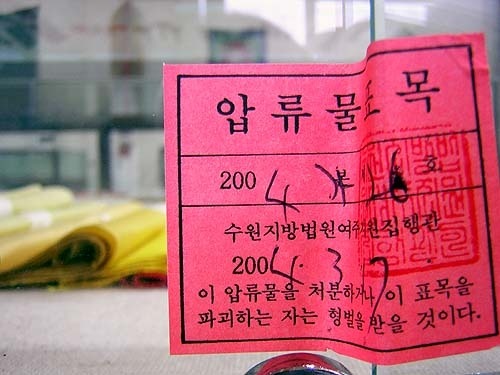 압류물표목
200 4 본 16 호
수원지방법원여주지원집행관
2004. 3. 7
이 압류물을 처분하거나 이 표목을
파괴하는 자는 형벌을 받을 것이다.